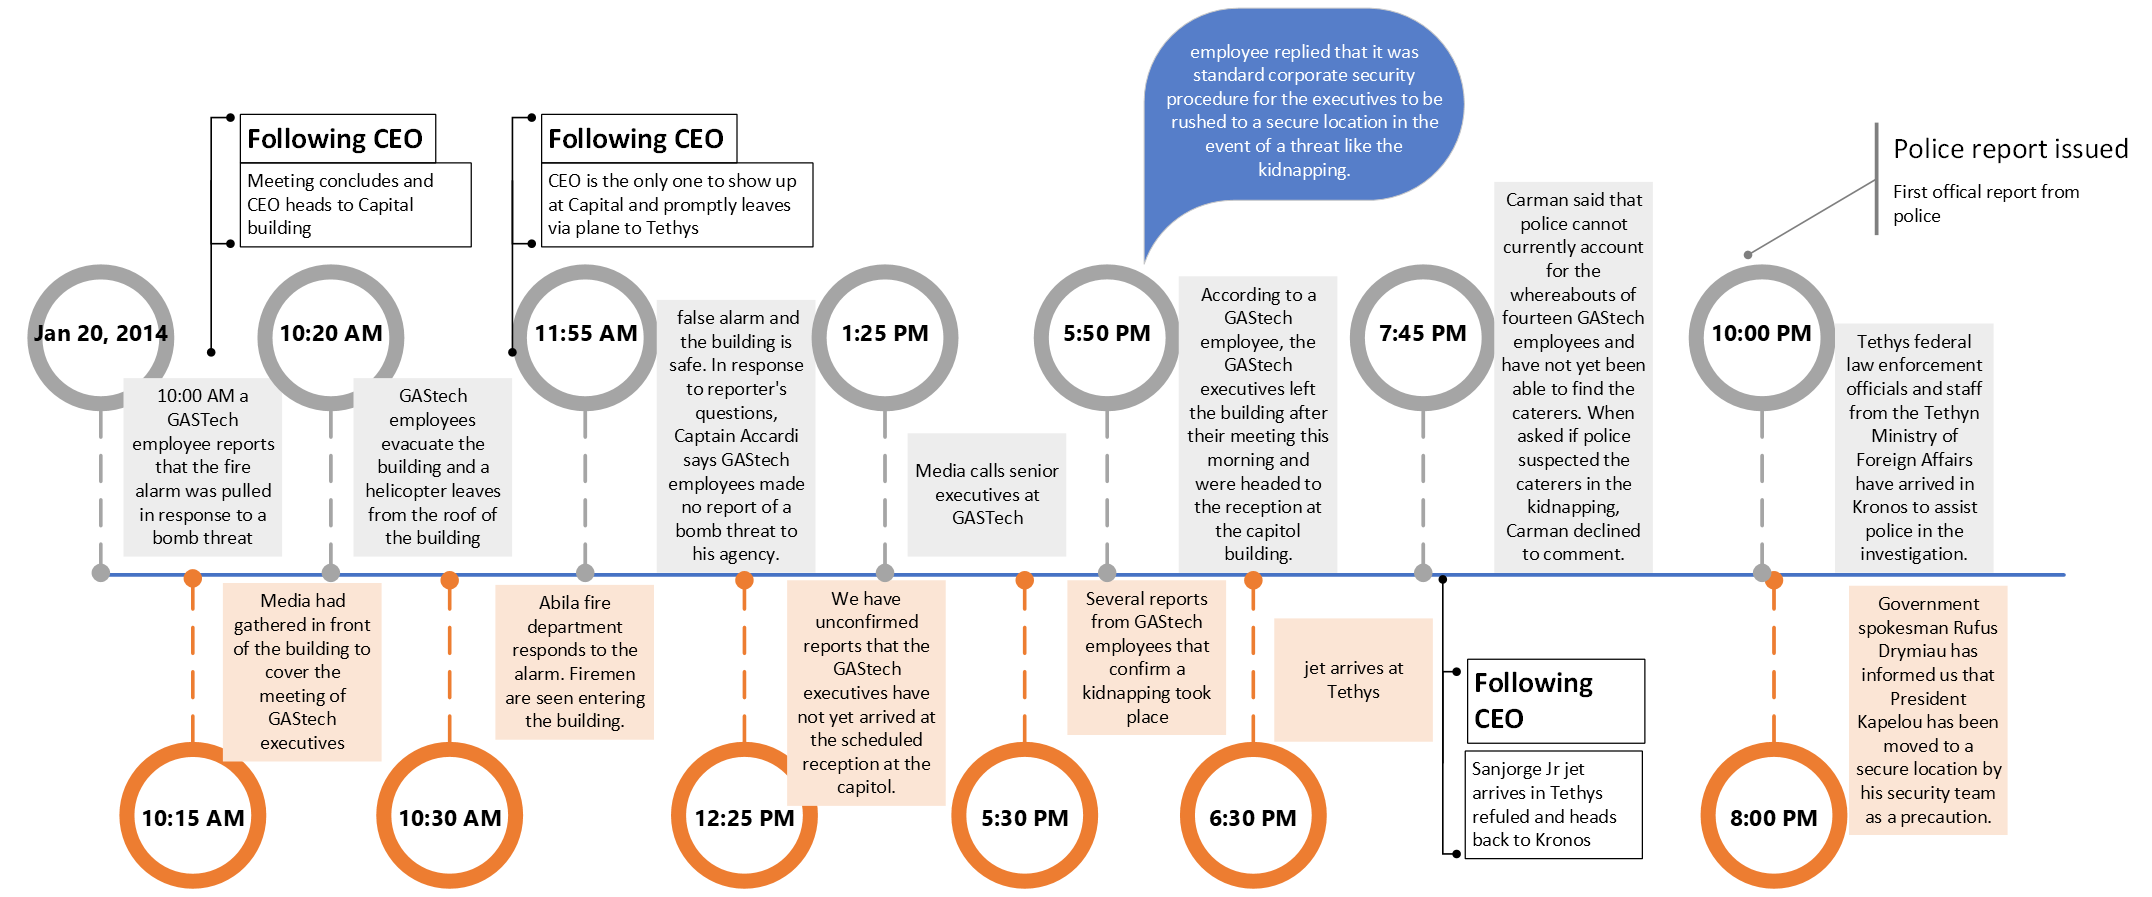 employee replied that it was
standard corporate security
procedure for the executives to be
rushed to a secure location in the
event of a threat like the
kidnapping.
Following CEO
Meeting concludes and
CEO heads to Capital
building
Following CEO
CEO is the only one to show up
at Capital and promptly leaves
via plane to Tethys
Police report issued
First offical report from
police
Jan 20, 2014
10:00 AM a
GASTech
employee reports
that the fire
alarm was pulled
in response to a
bomb threat
10:20 AM
GAStech
employees
evacuate the
building and a
helicopter leaves
from the roof of
the building
11:55 AM
false alarm and
the building is
safe. In response
to reporter's
questions,
Captain Accardi
says GAStech
employees made
no report of a
bomb threat to
his agency.
1:25 PM
Media calls senior
executives at
GASTech
5:50 PM
According to a
GAStech
employee, the
GAStech
executives left
the building after
their meeting this
morning and
were headed to
the reception at
the capitol
building.
7:45 PM
Carman said that
police cannot
currently account
for the
whereabouts of
fourteen GAStech
employees and
have not yet been
able to find the
caterers. When
asked if police
suspected the
caterers in the
kidnapping,
Carman declined
to comment.
10:00 PM
Tethys federal
law enforcement
officials and staff
from the Tethyn
Ministry of
Foreign Affairs
have arrived in
Kronos to assist
police in the
investigation.
10:15 AM
Media had
gathered in front
of the building to
cover the
meeting of
GAStech
executives
10:30 AM
Abila fire
department
responds to the
alarm. Firemen
are seen entering
the building.
12:25 PM
We have
unconfirmed
reports that the
GAStech
executives have
not yet arrived at
the scheduled
reception at the
capitol.
5:30 PM
Several reports
from GAStech
employees that
confirm a
kidnapping took
place
6:30 PM
jet arrives at
Tethys
Following
CEO
Sanjorge Jr jet
arrives in Tethys
refuled and heads
back to Kronos
8:00 PM
Government
spokesman Rufus
Drymiau has
informed us that
President
Kapelou has been
moved to a
secure location by
his security team
as a precaution.